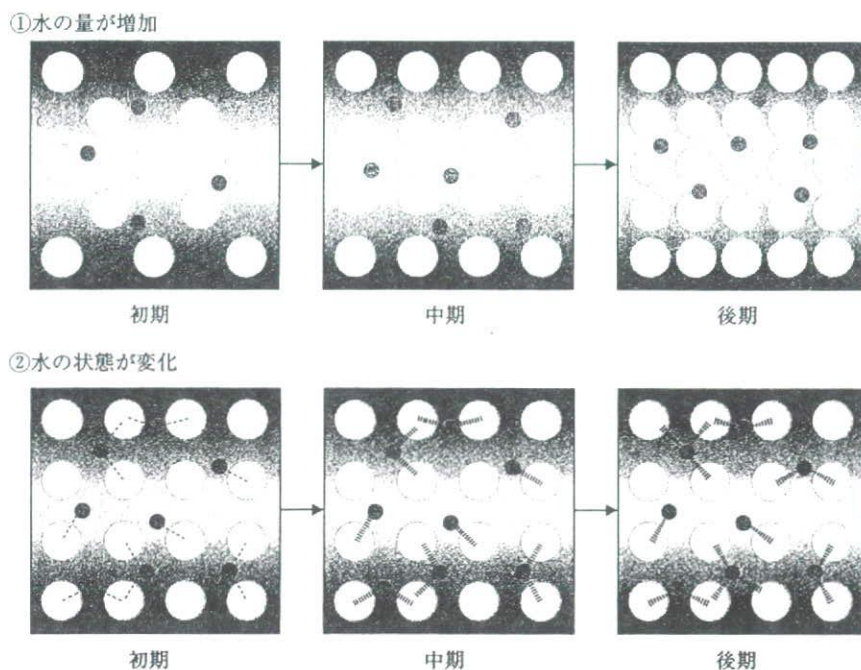 ①水の量が増加
初期
中期
後期
②水の状態が変化
初期
中期
後期